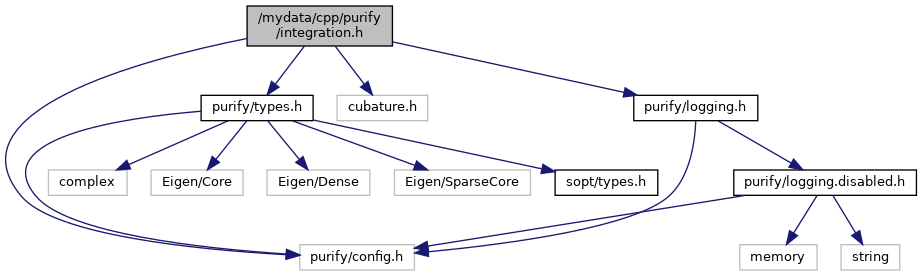 /mydata/cpp/purify
/integration.h
purify/types.h
cubature.h
purify/logging.h
complex
Eigen/Core
Eigen/Dense
Eigen/SparseCore
sopt/types.h
purify/logging.disabled.h
purify/config.h
memory
string